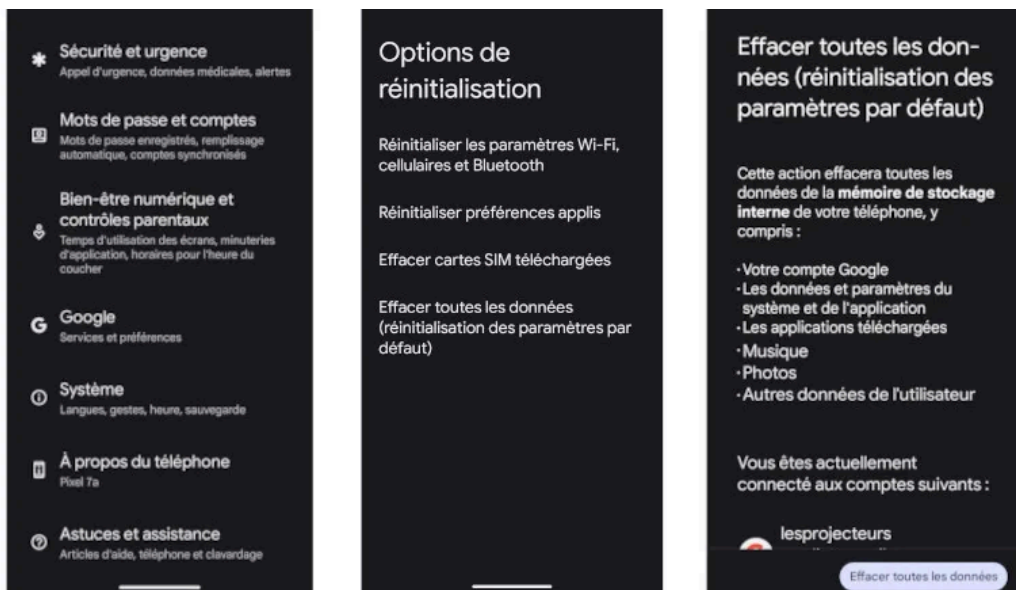 Sécurité et urgence
Appel d'urgence, données médicales, alertes
Mots de passe et comptes
Mots de passe enregistrés, remplissage
automatique, comptes synchronisés
Bien-être numérique et
contrôles parentaux
Temps d'utilisation des écrans, minuteries
d'application, horaires pour l'heure du
coucher
Google
Services et préférences
Système
Langues, gestes, heure, sauvegarde
À propos du téléphone
Pixel 7a
Astuces et assistance
Articles d'aide, téléphone et clavardage
Options de
réinitialisation
Réinitialiser les paramètres Wi-Fi,
cellulaires et Bluetooth
Réinitialiser préférences applis
Effacer cartes SIM téléchargées
Effacer toutes les données
(réinitialisation des paramètres par
défaut)
Effacer toutes les don-
nées (réinitialisation des
paramètres par défaut)
Cette action effacera toutes les
données de la mémoire de stockage
interne de votre téléphone, y
compris :
· Votre compte Google
· Les données et paramètres du
système et de l'application
· Les applications téléchargées
· Musique
· Photos
· Autres données de l'utilisateur
Vous êtes actuellement
connecté aux comptes suivants :
lesprojecteurs
Effacer toutes les données